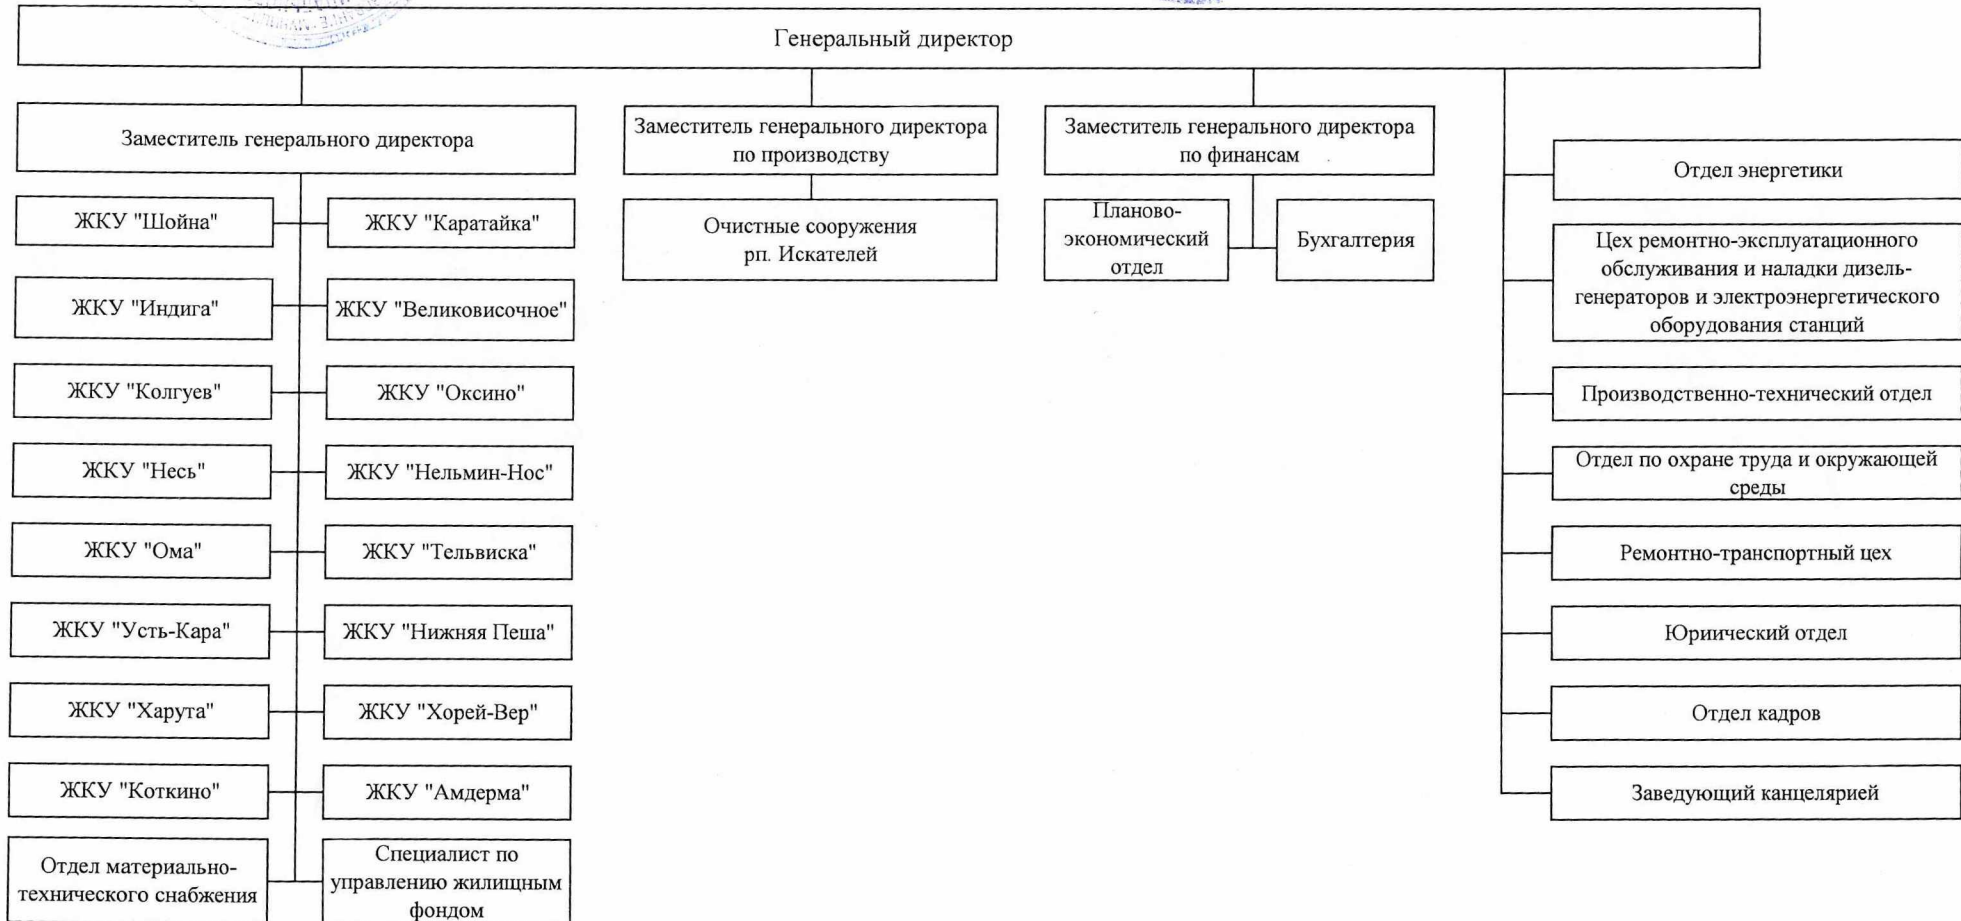 Генеральный директор
Заместитель генерального директора
ЖКУ "Шойна"
ЖКУ "Каратайка"
ЖКУ "Индига"
ЖКУ "Великовисочное"
ЖКУ "Колгуев"
ЖКУ "Оксино"
ЖКУ "Несь"
ЖКУ "Нельмин-Нос"
ЖКУ "Ома"
ЖКУ "Тельвиска"
ЖКУ "Усть-Кара"
ЖКУ "Нижняя Пеша"
ЖКУ "Харута"
ЖКУ "Хорей-Вер"
ЖКУ "Коткино"
ЖКУ "Амдерма"
Отдел материально-
технического снабжения
Специалист по
управлению жилищным
фондом
Заместитель генерального директора
по производству
Очистные сооружения
рп. Искателей
Заместитель генерального директора
по финансам
Планово-
экономический
отдел
Бухгалтерия
Отдел энергетики
Цех ремонтно-эксплуатационного
обслуживания и наладки дизель-
генераторов и электроэнергетического
оборудования станций
Производственно-технический отдел
Отдел по охране труда и окружающей
среды
Ремонтно-транспортный цех
Юриический отдел
Отдел кадров
Заведующий канцелярией